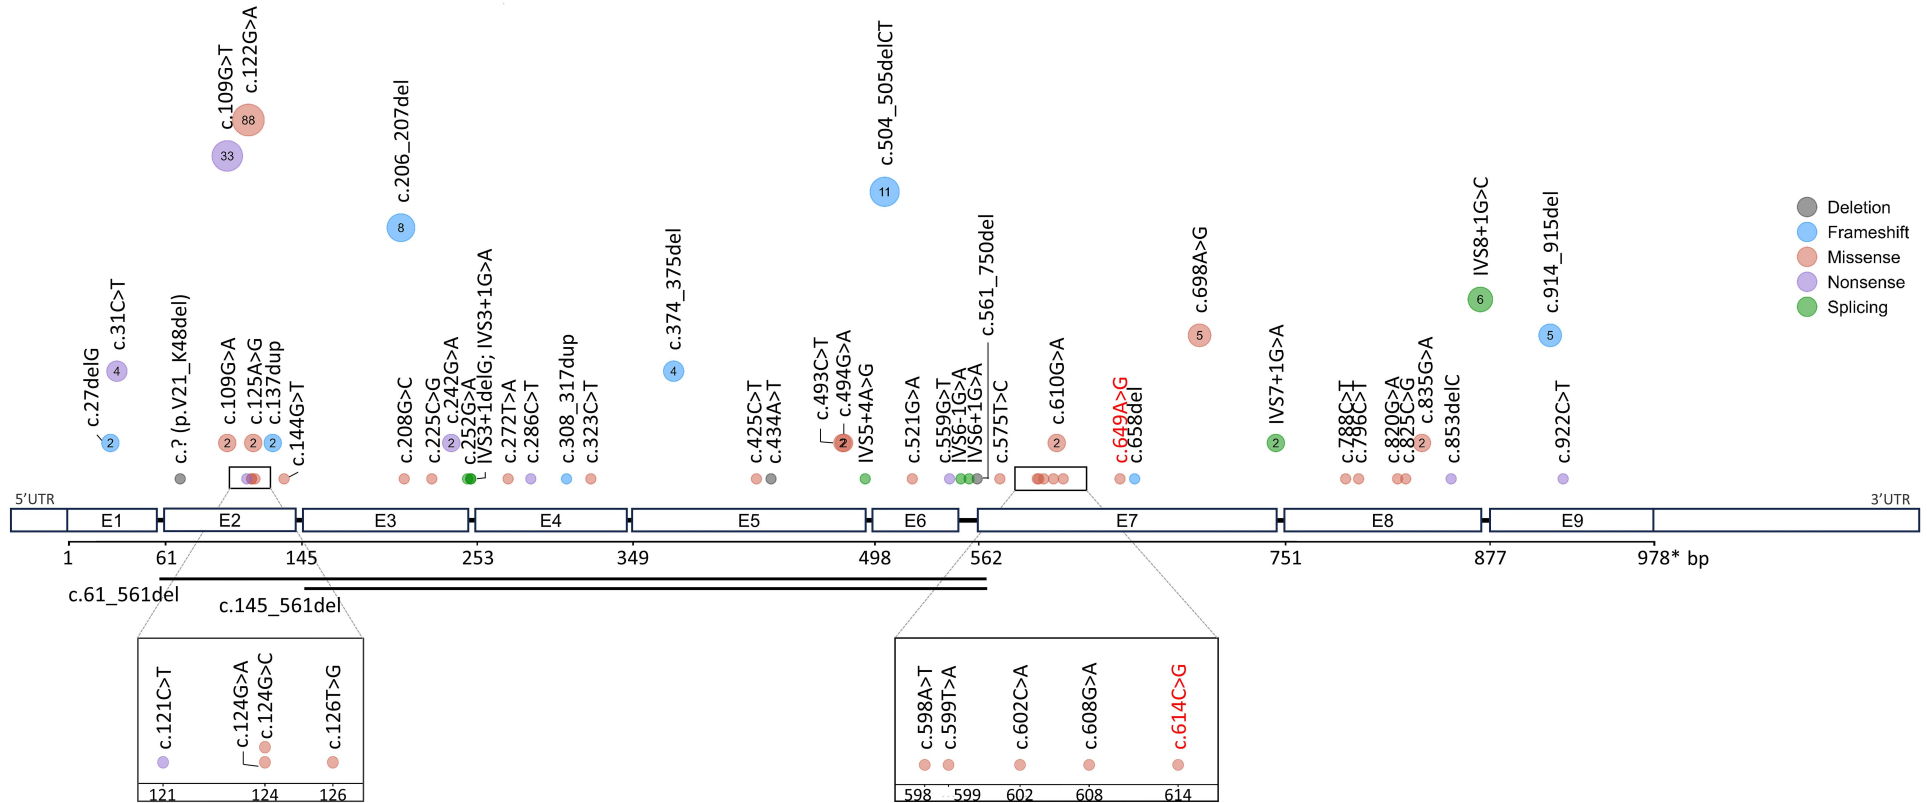 c.109G>T
c.122G>A
88
33
c.206_207del
8
c.504_505delCT
11
Deletion
Frameshift
Missense
Nonsense
Splicing
c.27delG
2
c.31C>T
4
c.? (p.V21_K48del)
c.109G>A
2
c.125A>G
2
c.137dup
2
c.144G>T
c.208G>C
c.225C>G
c.242G>A
2
c.252G>A
IVS3+1delG; IVS3+1G>A
c.272T>A
c.286C>T
c.308_317dup
c.323C>T
c.374_375del
4
c.425C>T
c.434A>T
c.493C>T
c.494G>A
2
IVS5+4A>G
c.521G>A
c.559G>T
IVS6-1G>A
IVS6+1G>A
c.561_750del
c.575T>C
c.610G>A
2
c.649A>G
c.658del
c.698A>G
5
IVS7+1G>A
2
c.788C>T
c.796C>T
c.820G>A
c.825C>G
c.835G>A
2
c.853delC
IVS8+1G>C
6
c.914_915del
5
c.922C>T
5'UTR
3'UTR
E1
E2
E3
E4
E5
E6
E7
E8
E9
1
61
145
253
349
498
562
751
877
978* bp
c.61_561del
c.145_561del
c.121C>T
c.124G>A
c.124G>C
c.126T>G
121
124
126
c.598A>T
c.599T>A
c.602C>A
c.608G>A
c.614C>G
598
599
602
608
614